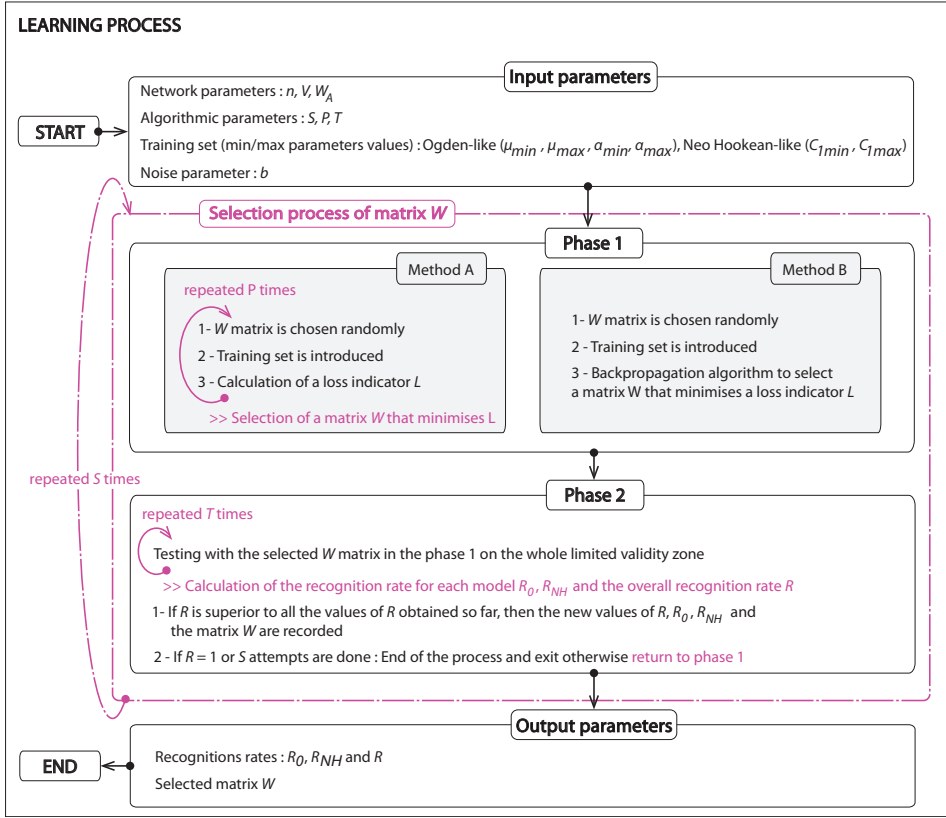 LEARNING PROCESS
Input parameters
START
Network parameters : n, V, W_A
Algorithmic parameters : S, P, T
Training set (min/max parameters values) : Ogden-like (μ_min , μ_max , α_min, α_max), Neo Hookean-like (C_1min , C_1max)
Noise parameter : b
Selection process of matrix W
Phase 1
Method A
repeated P times
1- W matrix is chosen randomly
2 - Training set is introduced
3 - Calculation of a loss indicator L
>> Selection of a matrix W that minimises L
Method B
1- W matrix is chosen randomly
2 - Training set is introduced
3 - Backpropagation algorithm to select
a matrix W that minimises a loss indicator L
repeated S times
Phase 2
repeated T times
Testing with the selected W matrix in the phase 1 on the whole limited validity zone
>> Calculation of the recognition rate for each model R_0, R_NH and the overall recognition rate R
1- If R is superior to all the values of R obtained so far, then the new values of R, R_0 , R_NH and
the matrix W are recorded
2 - If R = 1 or S attempts are done : End of the process and exit otherwise return to phase 1
Output parameters
END
Recognitions rates : R_0, R_NH and R
Selected matrix W